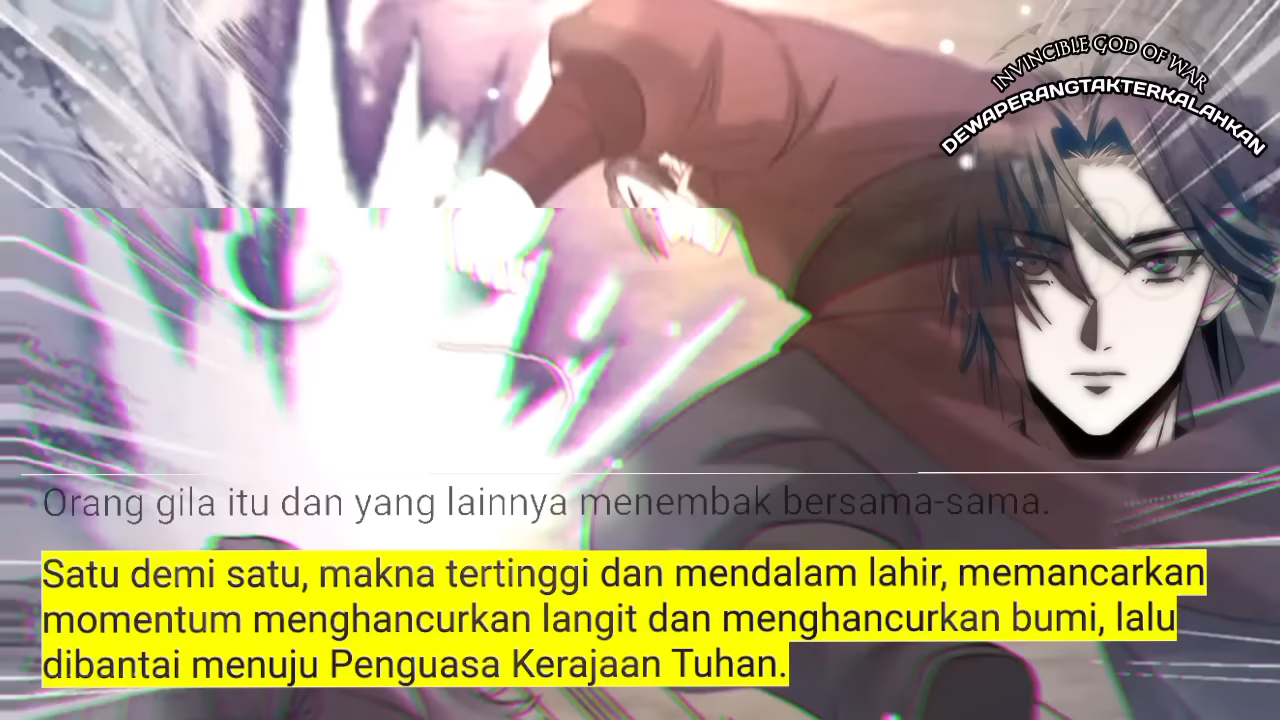 INVINCIBLE GOD OF WAR
DEWAPERANGTAKTERKALAHKAN
Orang gila itu dan yang lainnya menembak bersama-sama.
Satu demi satu, makna tertinggi dan mendalam lahir, memancarkan
momentum menghancurkan langit dan menghancurkan bumi, lalu
dibantai menuju Penguasa Kerajaan Tuhan.